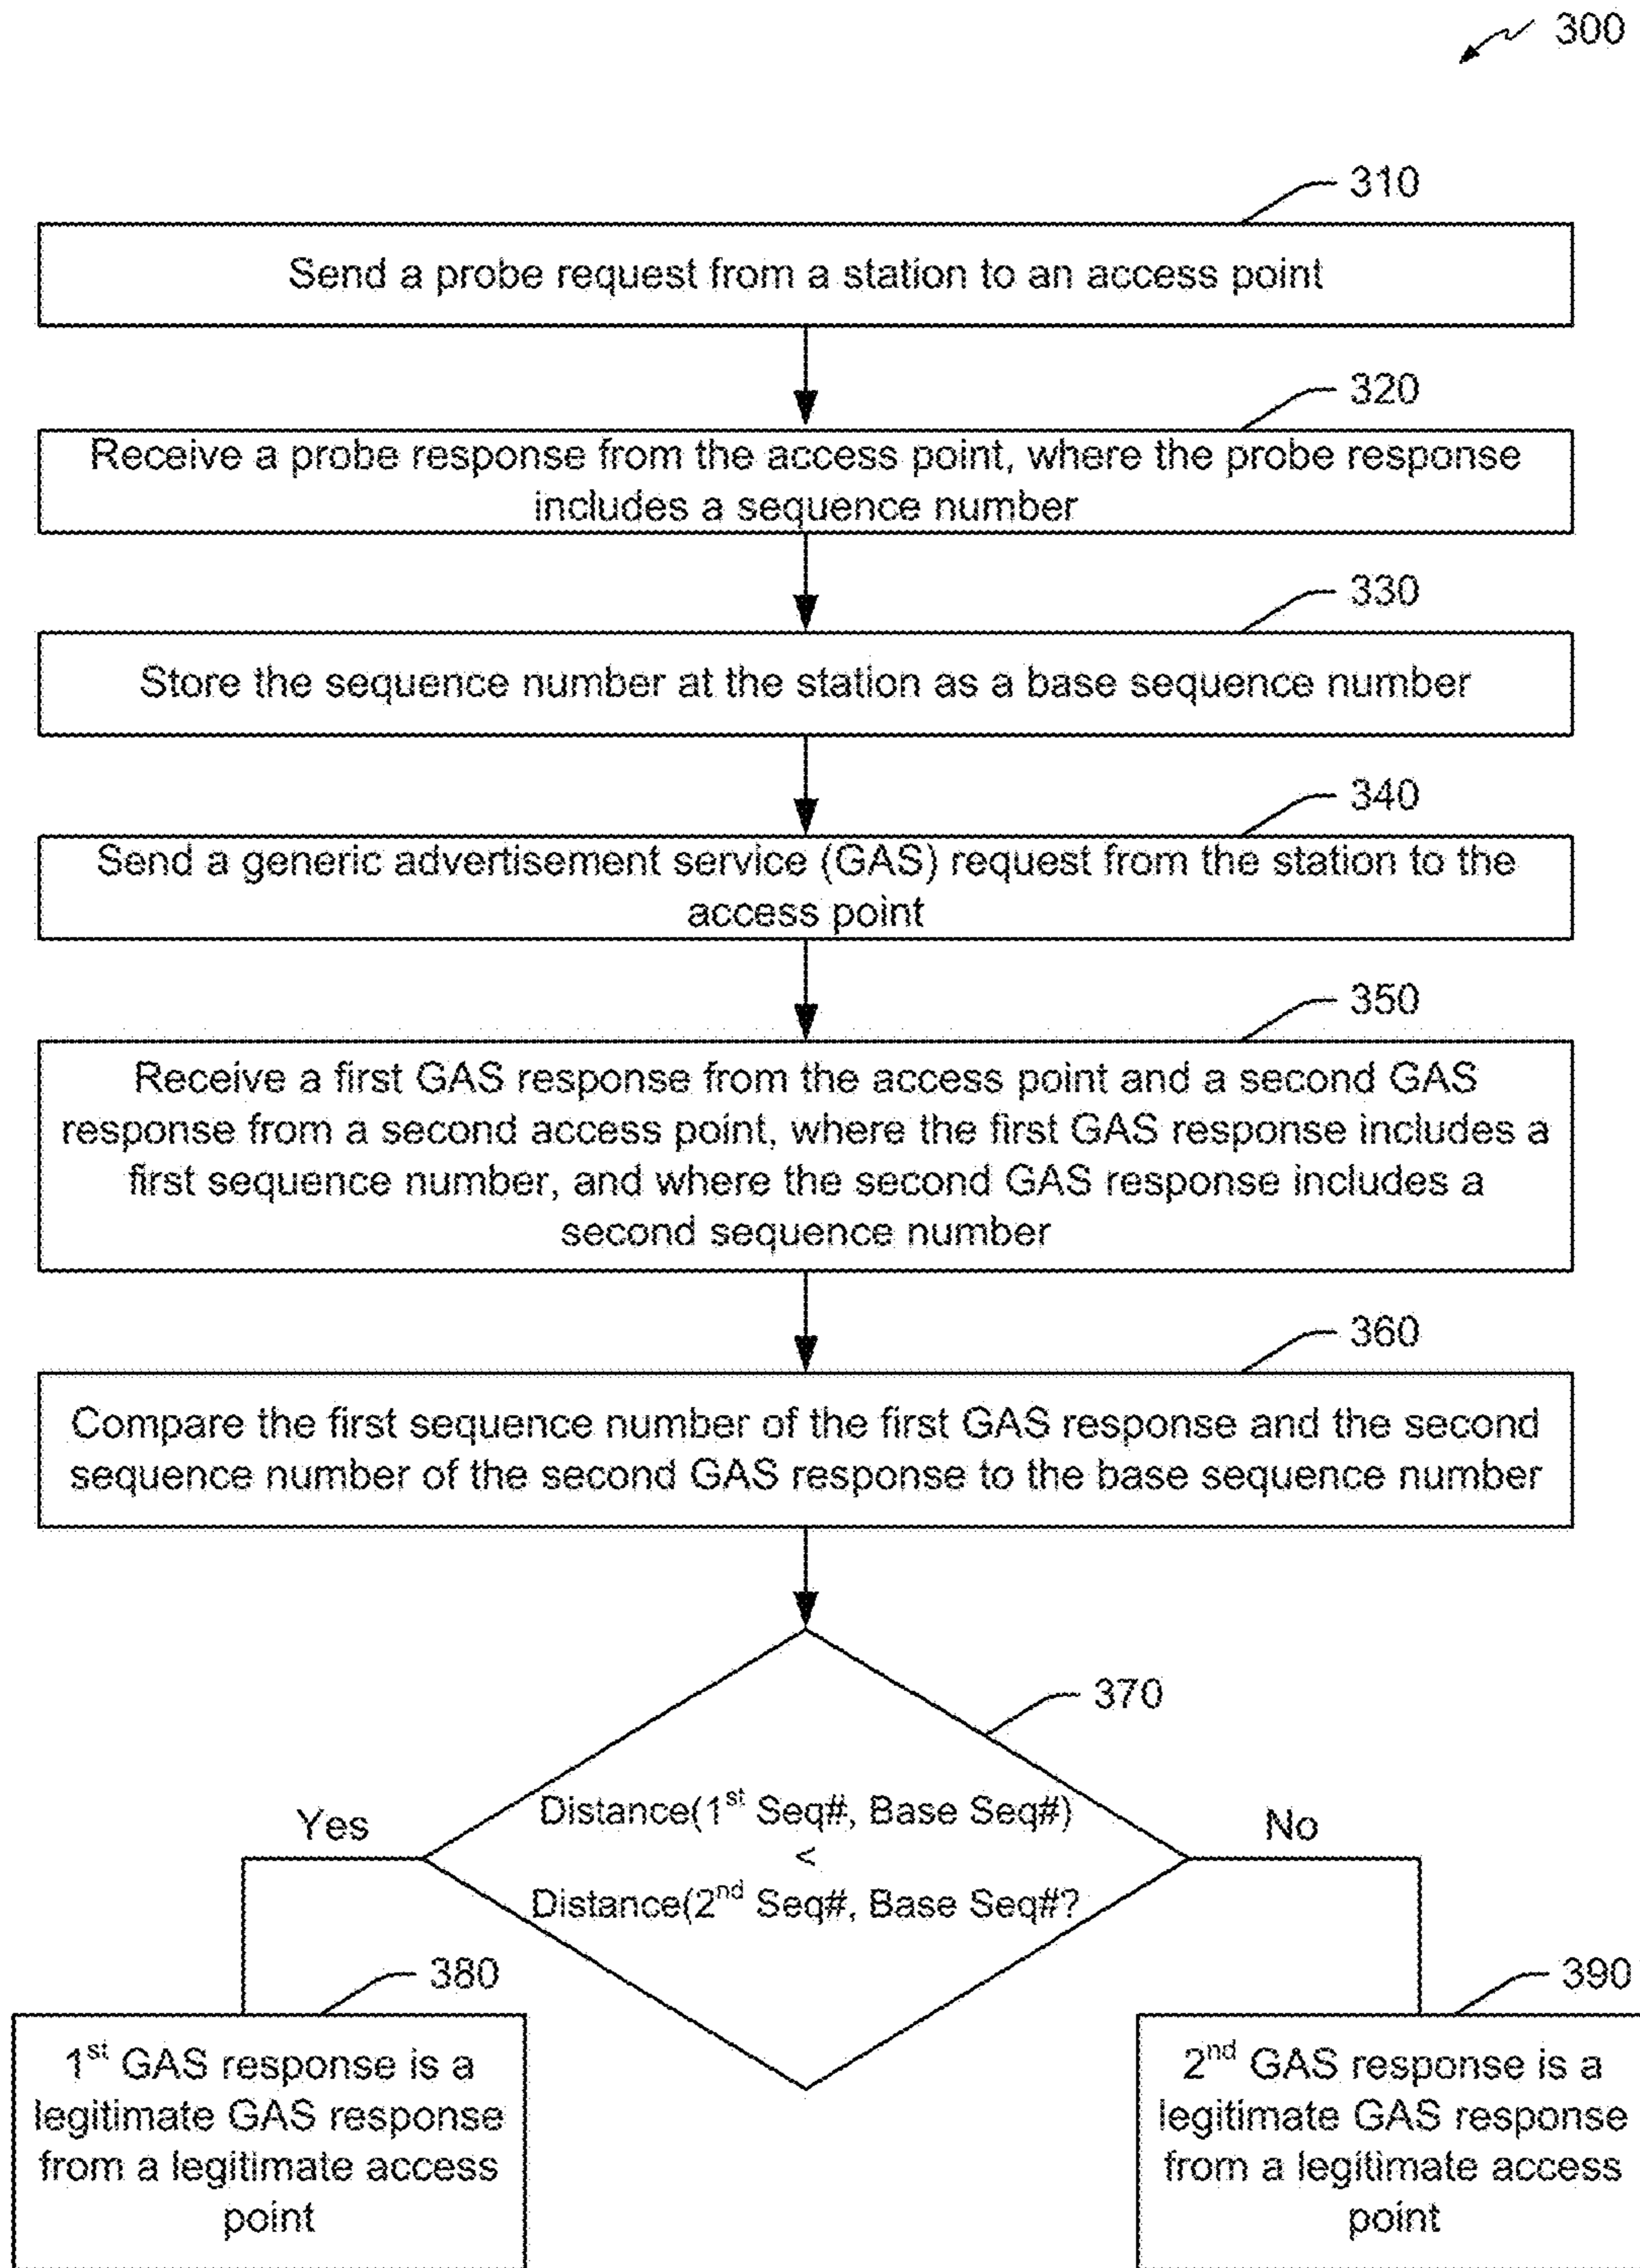 300
310
Send a probe request from a station to an access point
320
Receive a probe response from the access point, where the probe response
includes a sequence number
330
Store the sequence number at the station as a base sequence number
340
Send a generic advertisement service (GAS) request from the station to the
access point
350
Receive a first GAS response from the access point and a second GAS
response from a second access point, where the first GAS response includes a
first sequence number, and where the second GAS response includes a
second sequence number
360
Compare the first sequence number of the first GAS response and the second
sequence number of the second GAS response to the base sequence number
370
Distance(1st Seq#, Base Seq#)
<
Distance(2nd Seq#, Base Seq#?
Yes
No
380
1st GAS response is a
legitimate GAS response
from a legitimate access
point
390
2nd GAS response is a
legitimate GAS response
from a legitimate access
point